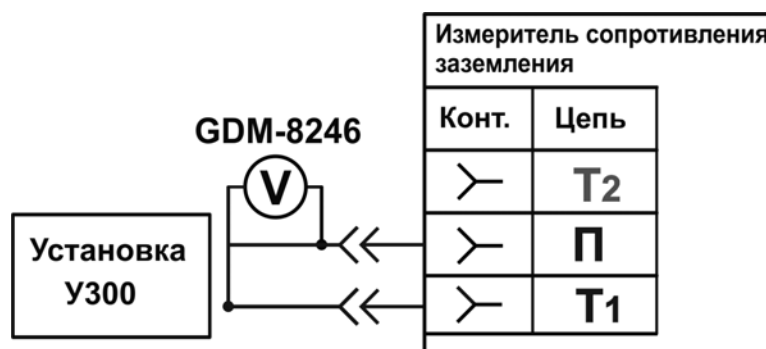 Измеритель сопротивления
заземления
Конт.
Цепь
GDM-8246
V
T2
Установка
У300
П
T1